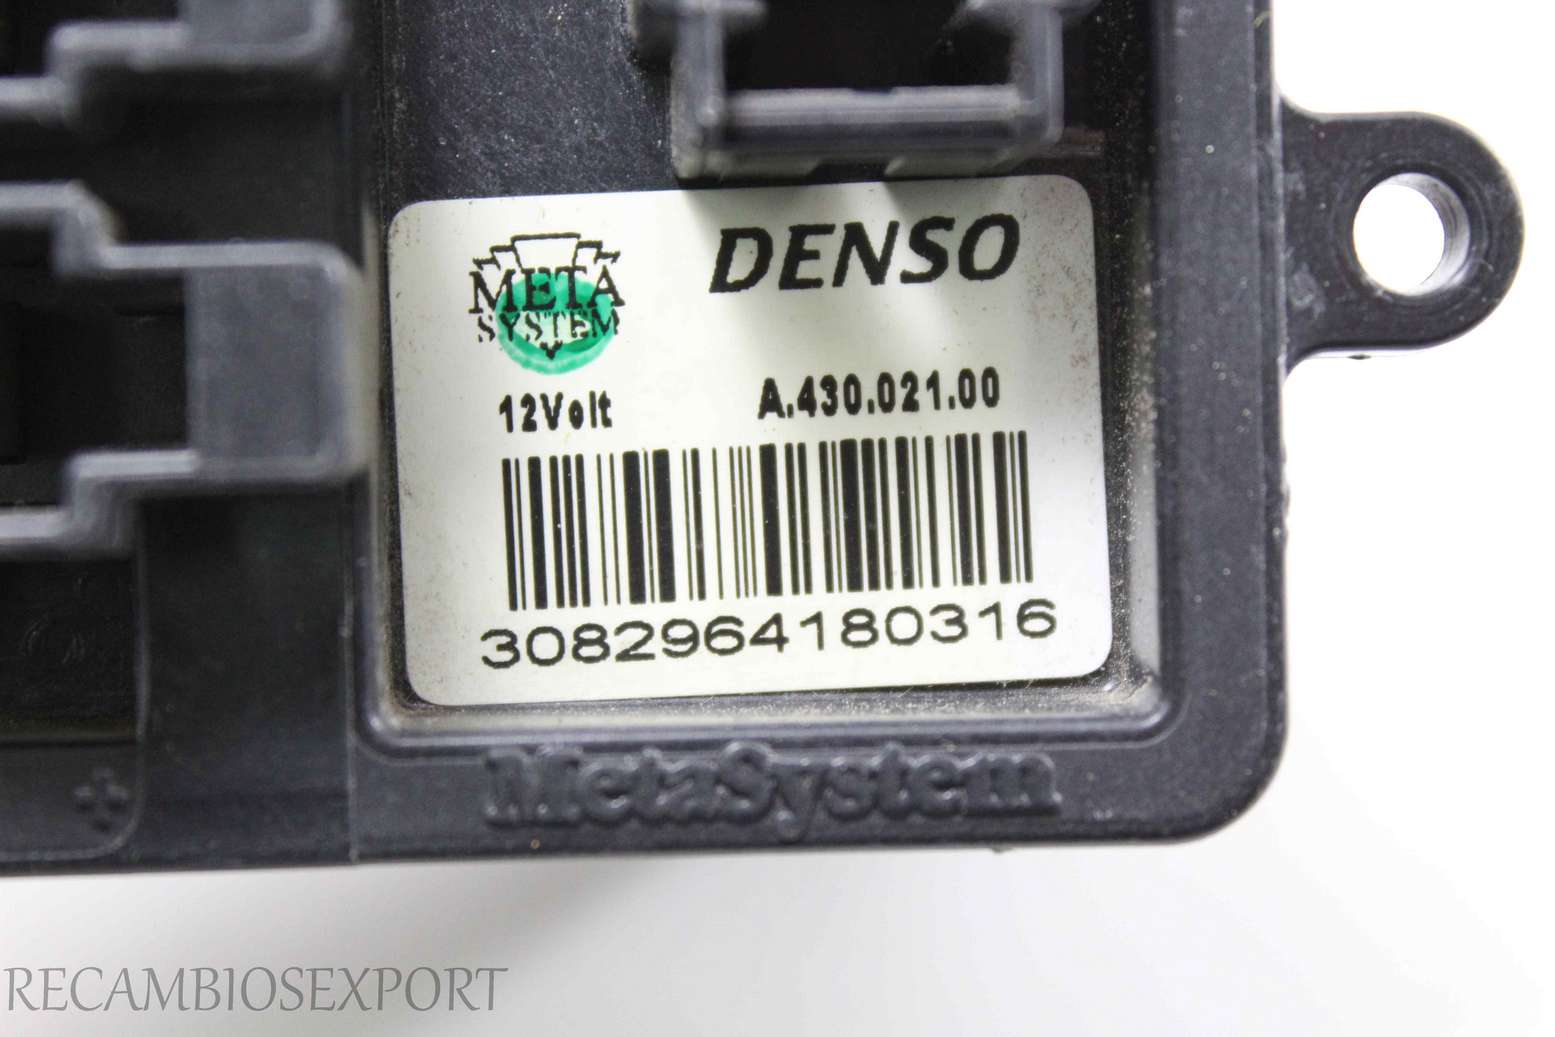 META
SYSTEM
DENSO
12Volt
A.430.021.00
3082964180316
MetaSystem
RECAMBIOSEXPORT